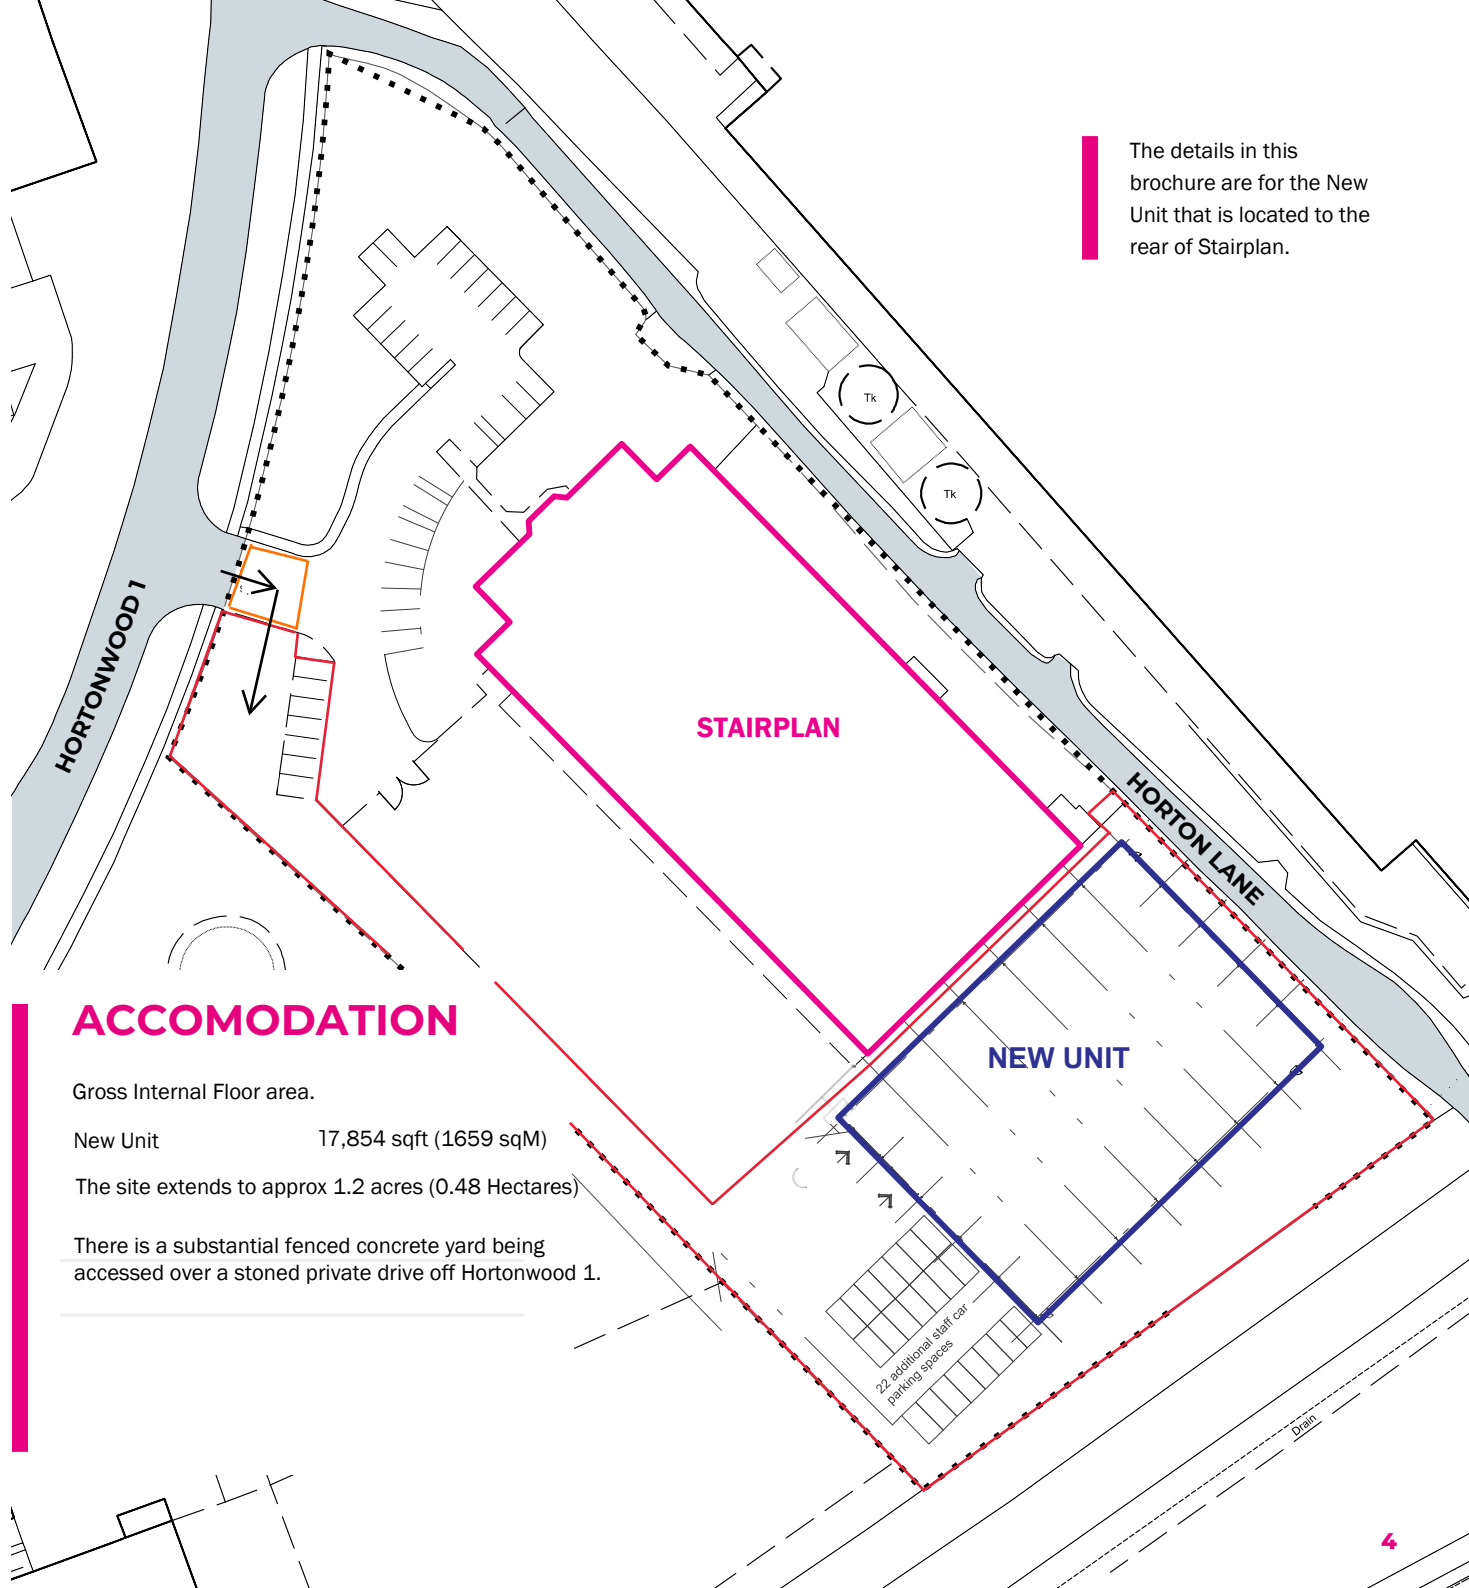 The details in this
brochure are for the New
Unit that is located to the
rear of Stairplan.
Tk
Tk
HORTONWOOD 1
STAIRPLAN
HORTON LANE
NEW UNIT
ACCOMODATION
Gross Internal Floor area.
New Unit 17,854 sqft (1659 sqM)
The site extends to approx 1.2 acres (0.48 Hectares)
There is a substantial fenced concrete yard being
accessed over a stoned private drive off Hortonwood 1.
22 additional staff car
parking spaces
Drain
4